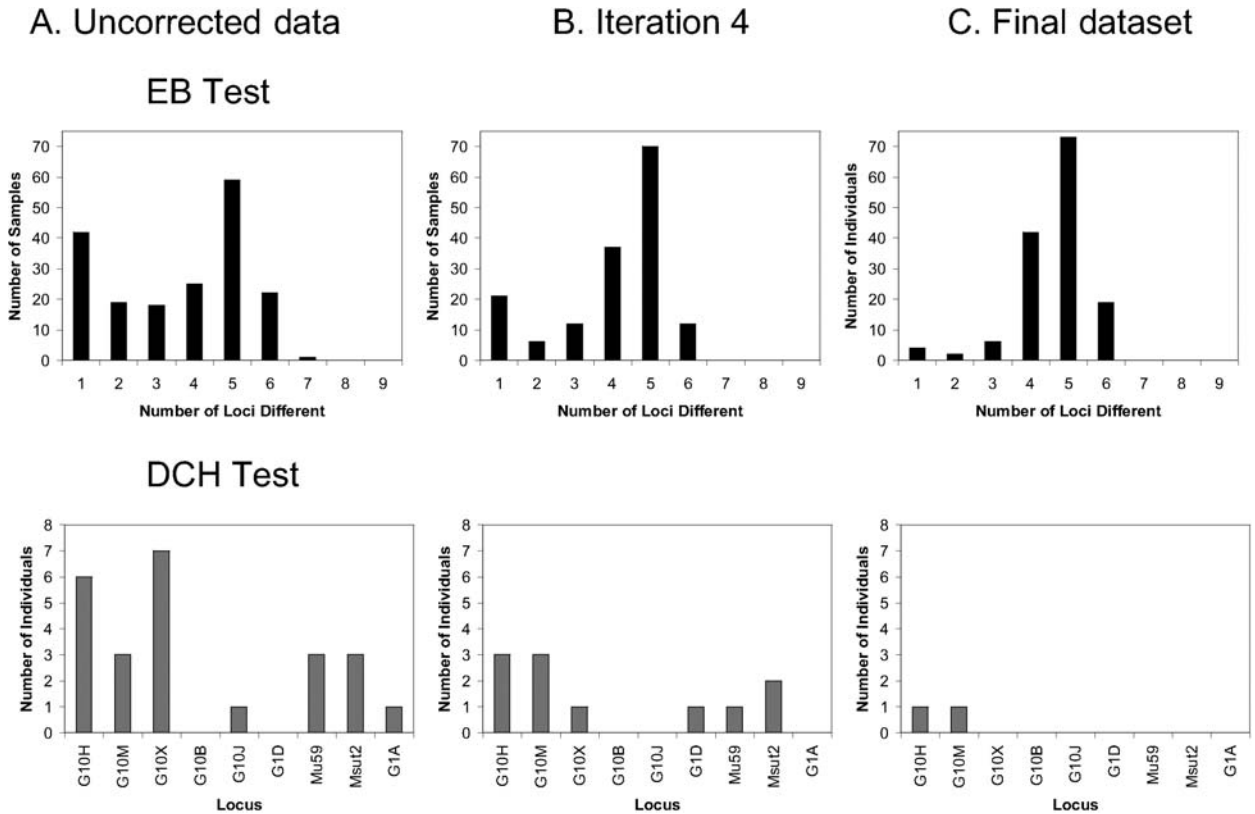 A. Uncorrected data
B. Iteration 4
C. Final dataset
EB Test
Number of Samples
70
60
50
40
30
20
10
0
1 2 3 4 5 6 7 8 9
Number of Loci Different
Number of Samples
70
60
50
40
30
20
10
0
1 2 3 4 5 6 7 8 9
Number of Loci Different
Number of Individuals
70
60
50
40
30
20
10
0
1 2 3 4 5 6 7 8 9
Number of Loci Different
DCH Test
Number of Individuals
8
7
6
5
4
3
2
1
0
G10H
G10M
G10X
G10B
G10J
G1D
Mu59
Msut2
G1A
Locus
Number of Individuals
8
7
6
5
4
3
2
1
0
G10H
G10M
G10X
G10B
G10J
G1D
Mu59
Msut2
G1A
Locus
Number of Individuals
8
7
6
5
4
3
2
1
0
G10H
G10M
G10X
G10B
G10J
G1D
Mu59
Msut2
G1A
Locus